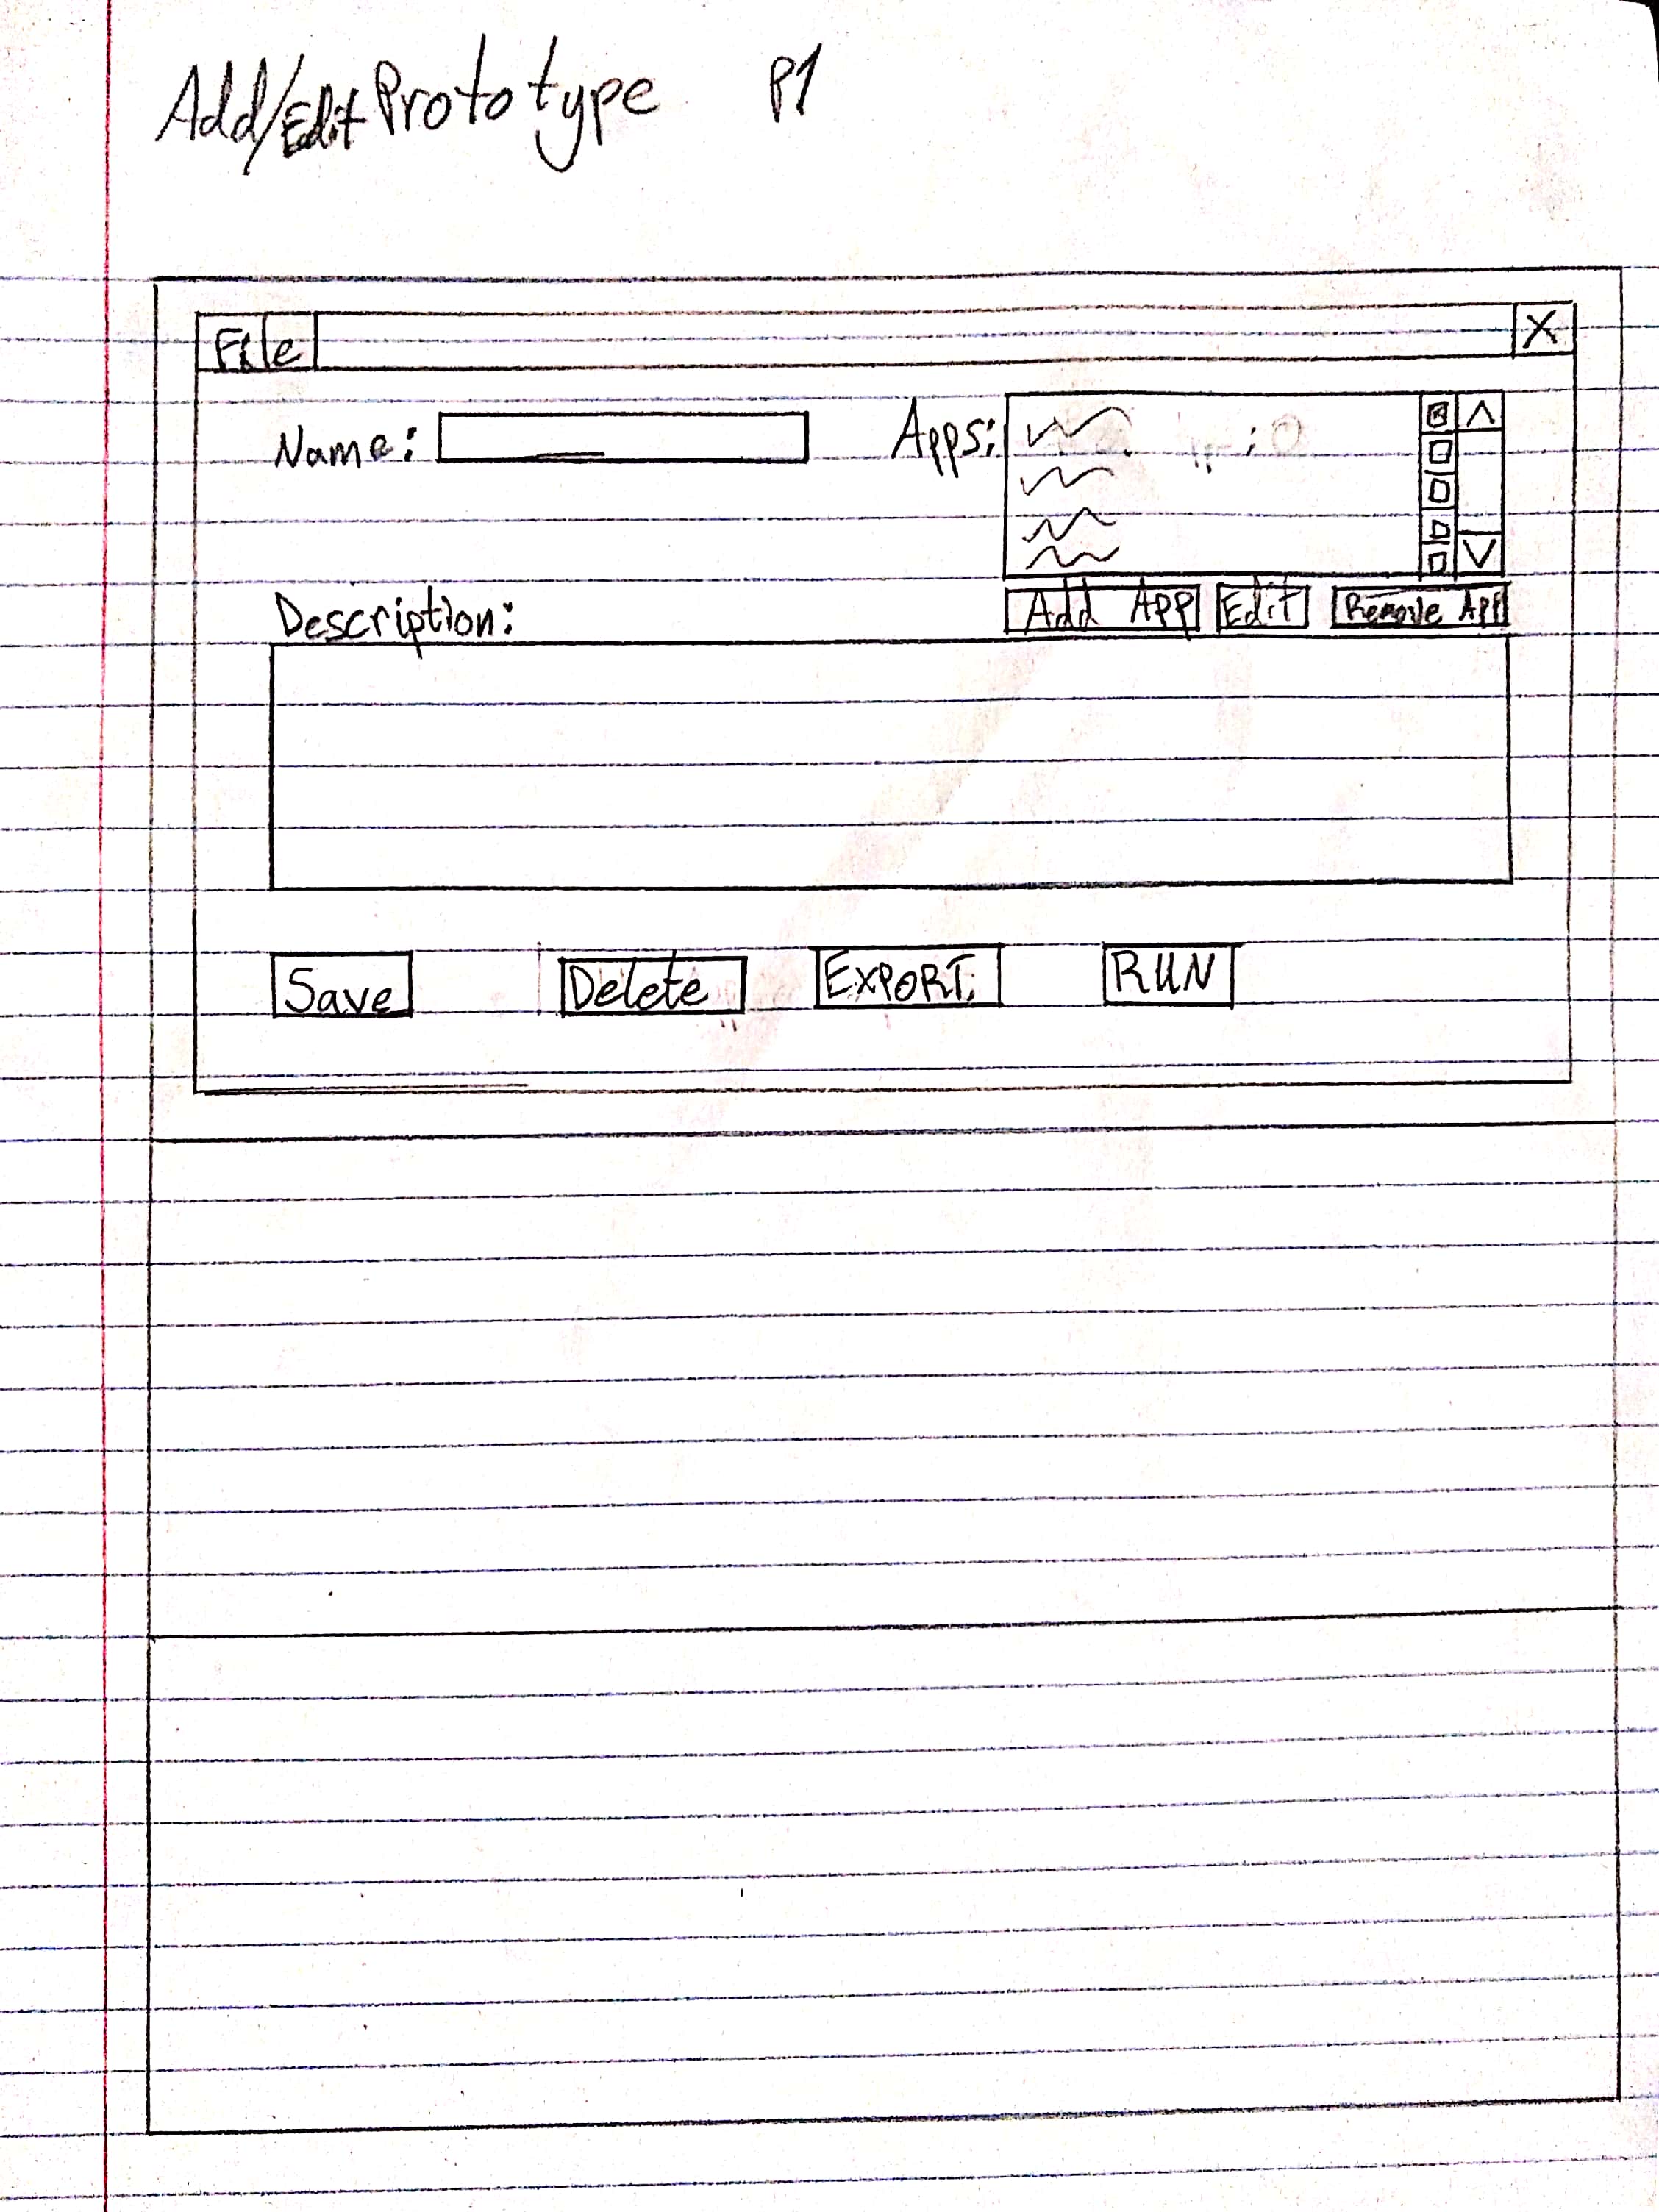 Add/Edit Prototype P1
File X
Name: Apps:
Add App Edit Remove App
Description:
Save Delete EXPORT RUN